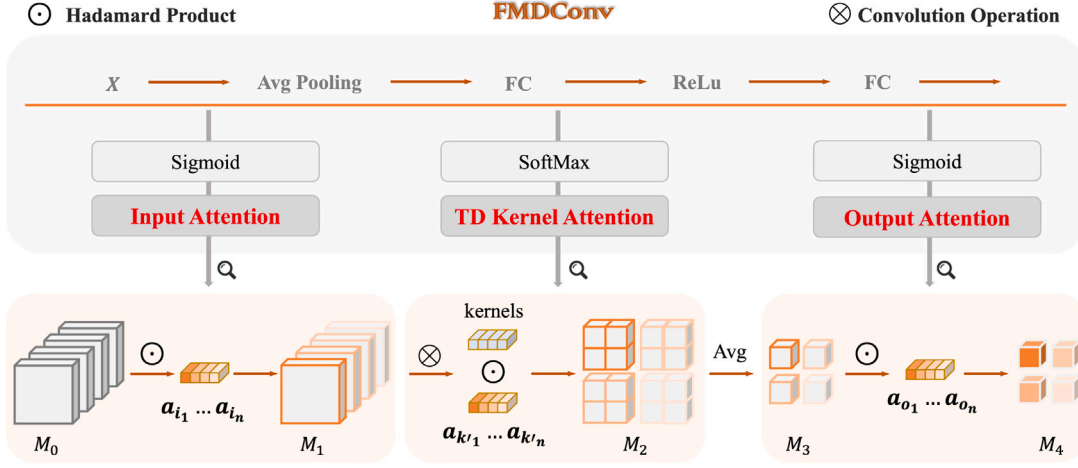 Hadamard Product
FMDConv
Convolution Operation
X Avg Pooling FC ReLu FC
Sigmoid SoftMax Sigmoid
Input Attention TD Kernel Attention Output Attention
kernels
Avg
a_{i_1} ... a_{i_n}
a_{k'_1} ... a_{k'_n}
a_{o_1} ... a_{o_n}
M_0 M_1 M_2 M_3 M_4